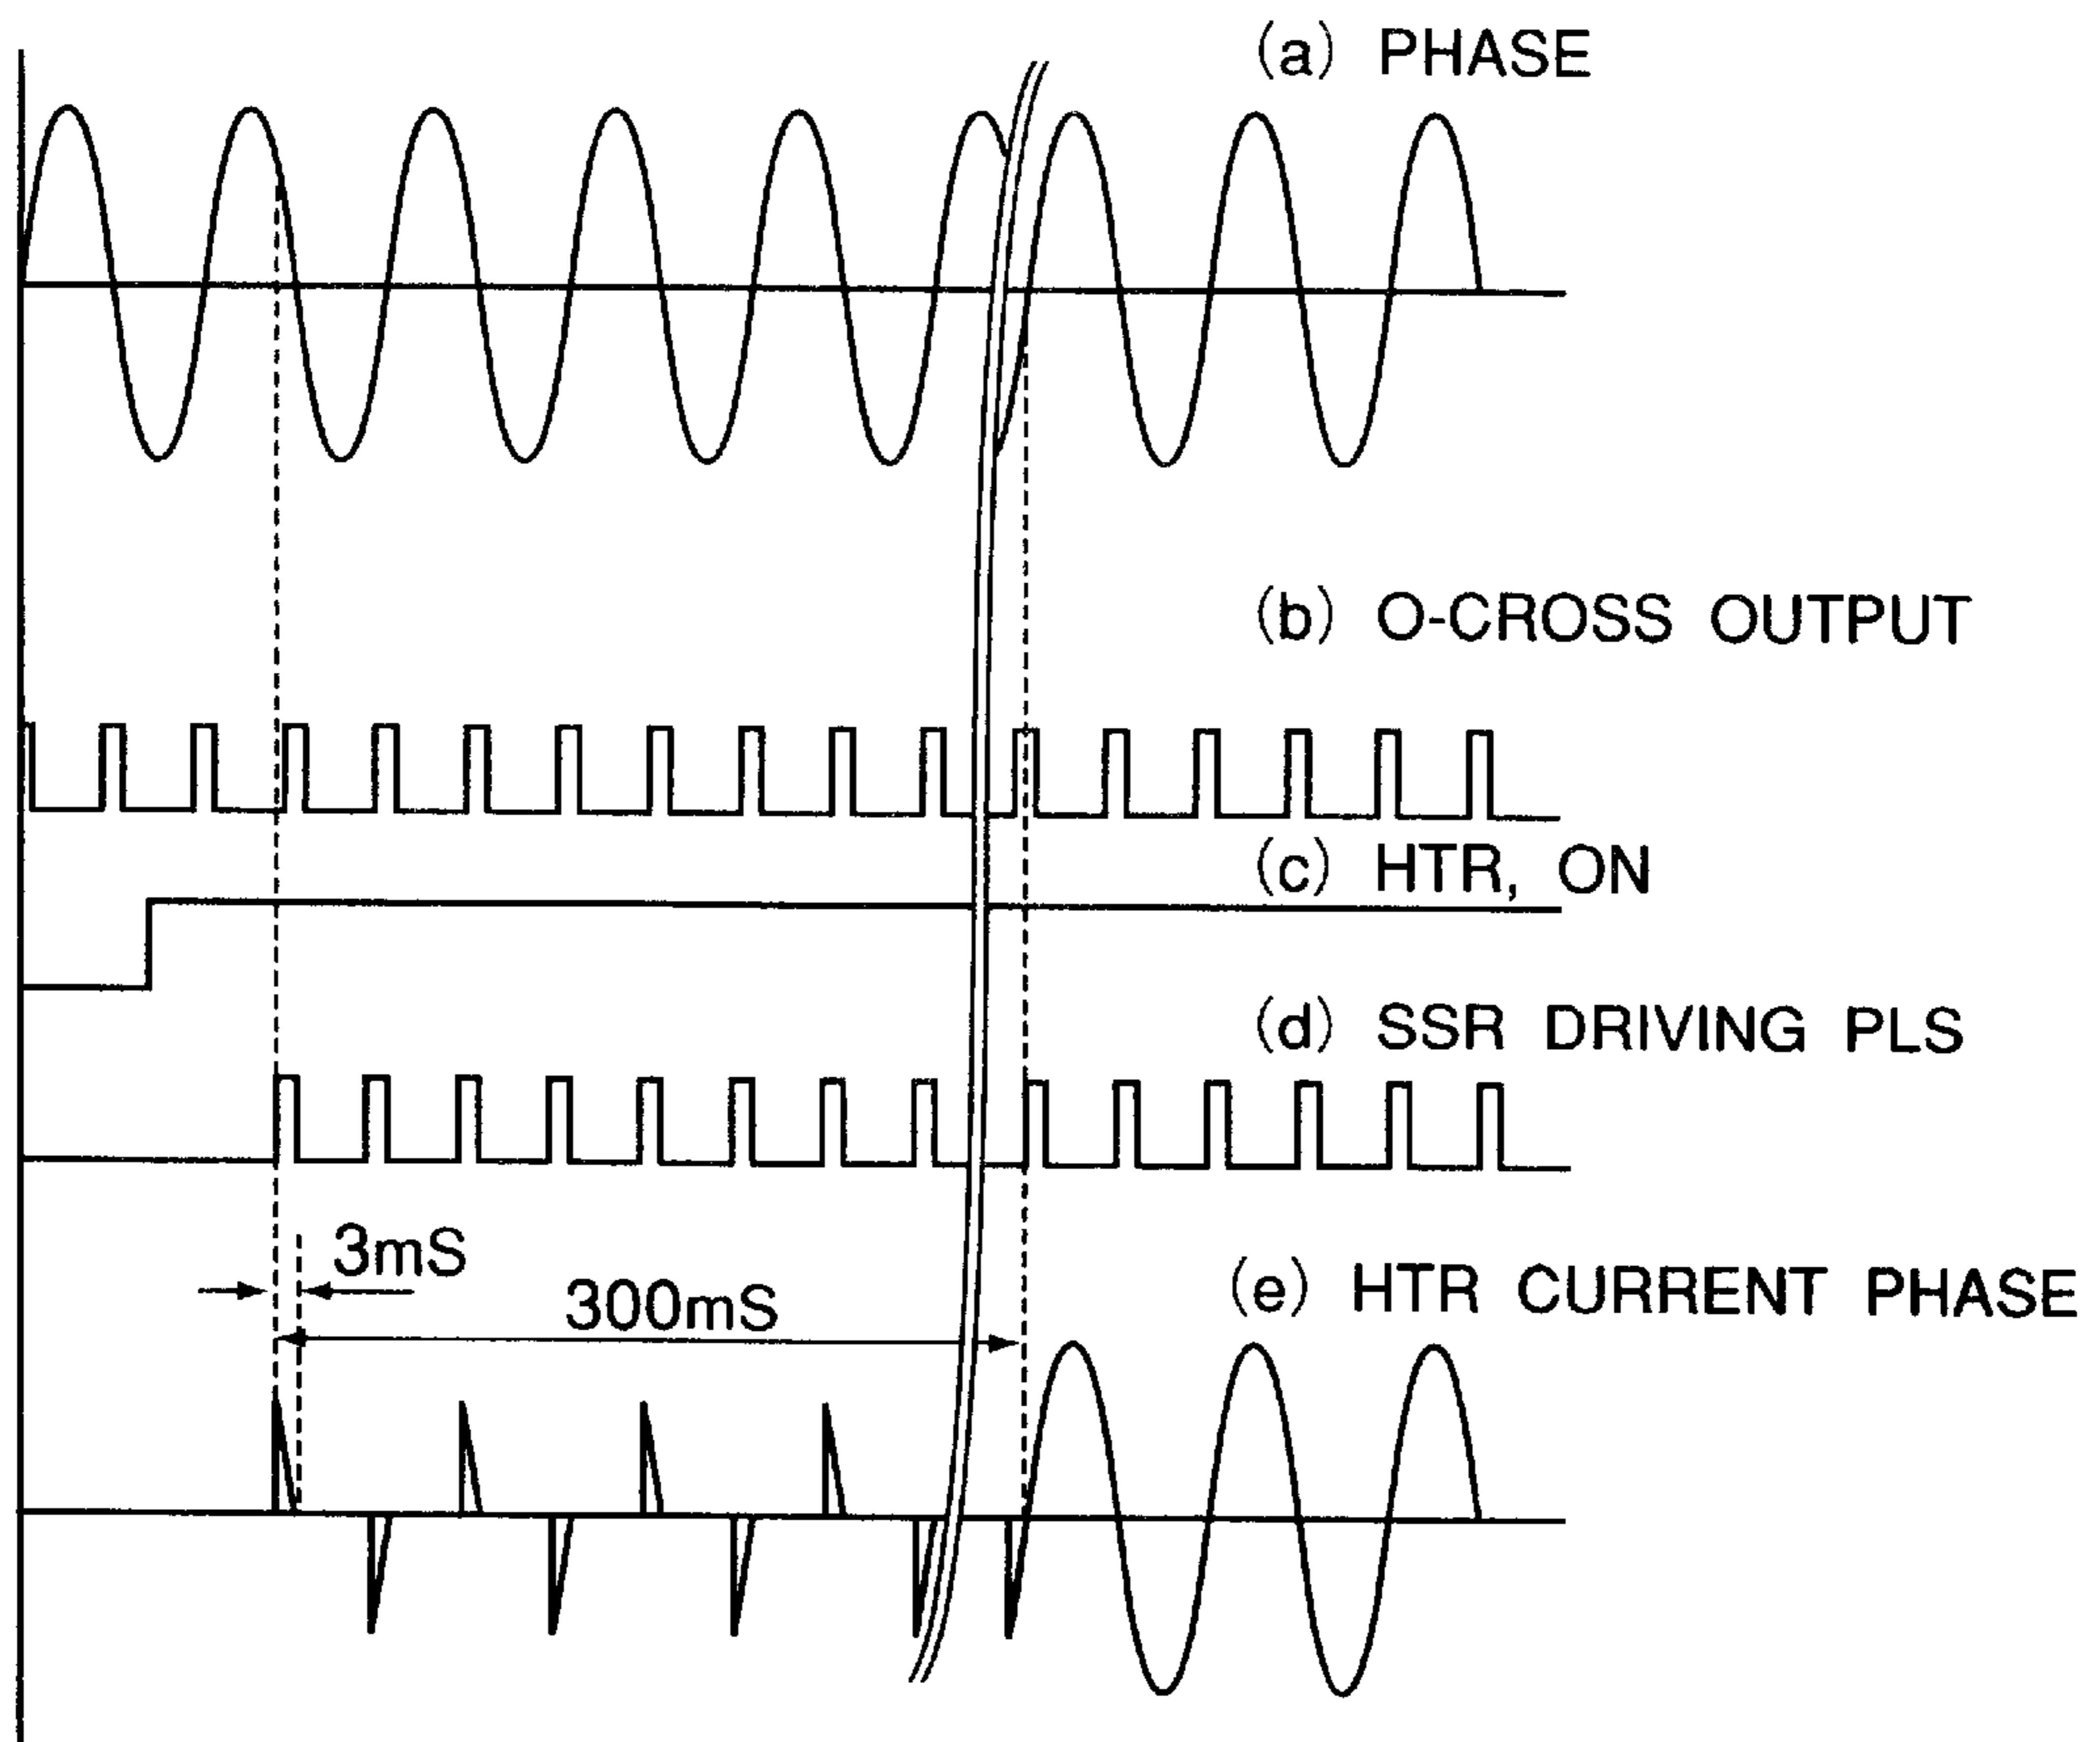 (a) PHASE
(b) O-CROSS OUTPUT
(c) HTR, ON
(d) SSR DRIVING PLS
3mS
300mS
(e) HTR CURRENT PHASE